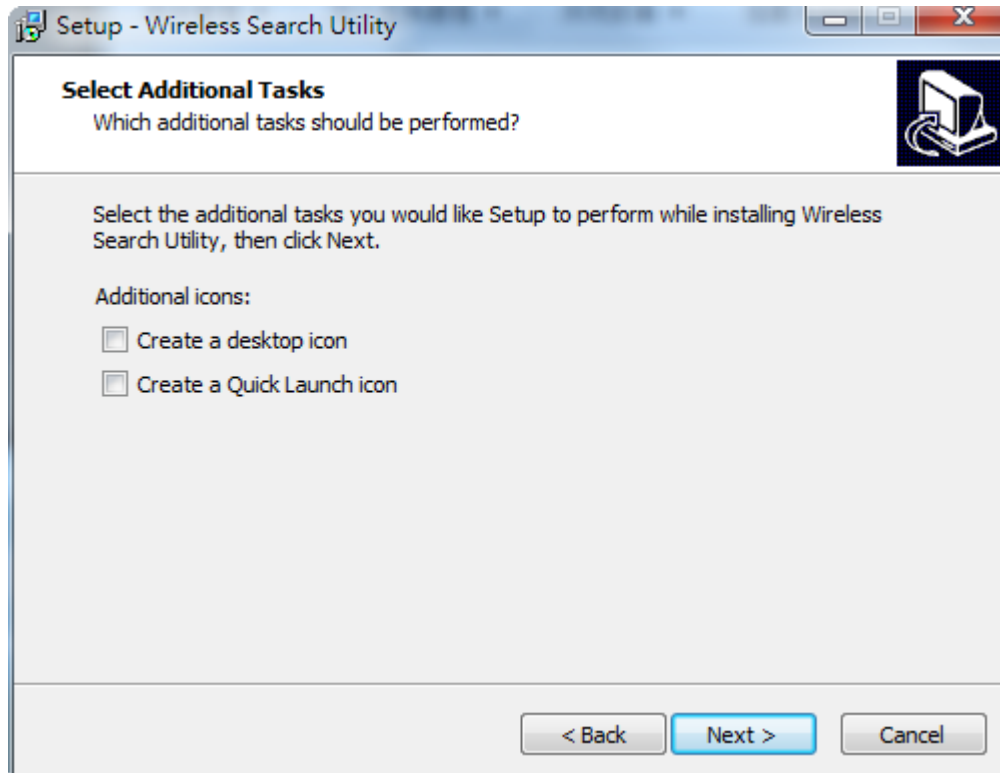 Setup - Wireless Search Utility
Select Additional Tasks
Which additional tasks should be performed?
Select the additional tasks you would like Setup to perform while installing Wireless
Search Utility, then click Next.
Additional icons:
Create a desktop icon
Create a Quick Launch icon
< Back
Next >
Cancel